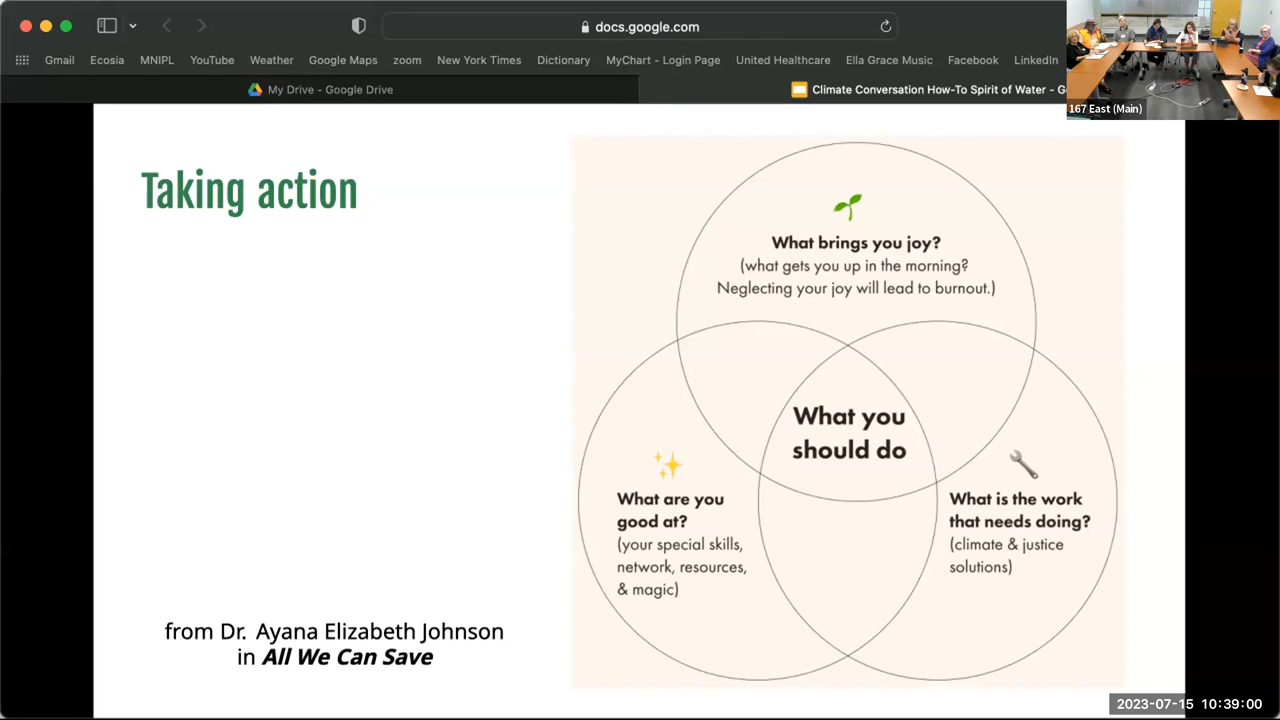 docs.google.com
Gmail Ecosia MNIPL YouTube Weather Google Maps zoom New York Times Dictionary MyChart - Login Page United Healthcare Ella Grace Music Facebook LinkedIn
My Drive - Google Drive
Climate Conversation How-To Spirit of Water - G
167 East (Main)
Taking action
What brings you joy?
(what gets you up in the morning?
Neglecting your joy will lead to burnout.)
What you
should do
What are you
good at?
(your special skills,
network, resources,
& magic)
What is the work
that needs doing?
(climate & justice
solutions)
from Dr. Ayana Elizabeth Johnson
in All We Can Save
2023-07-15 10:39:00